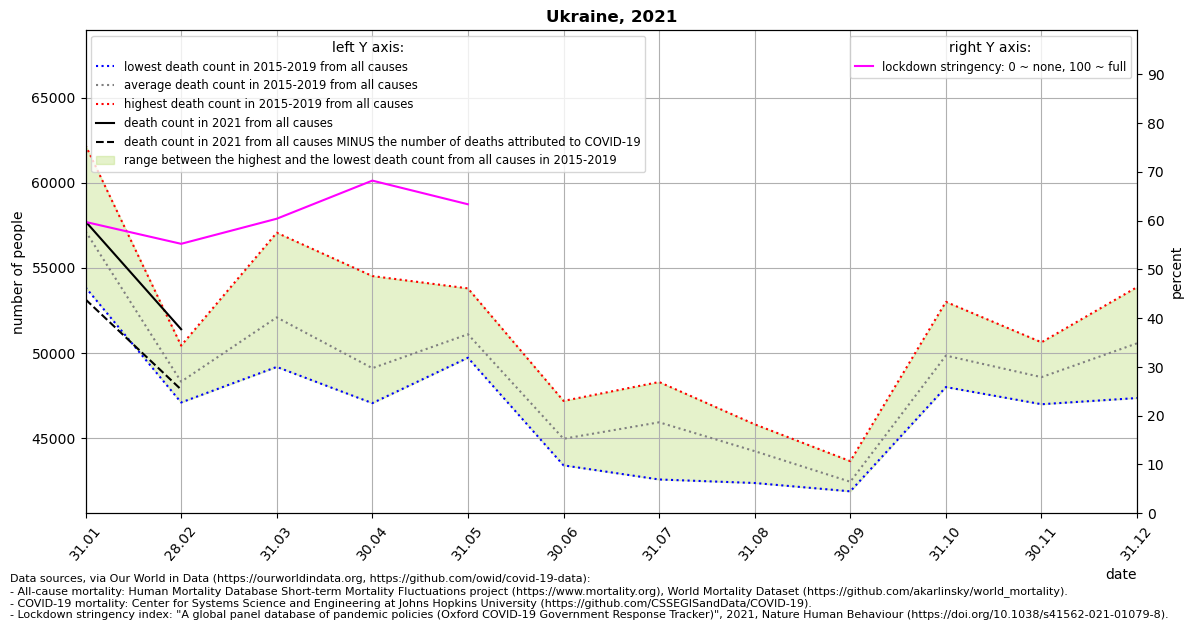 Ukraine, 2021
left Y axis:
lowest death count in 2015-2019 from all causes
average death count in 2015-2019 from all causes
highest death count in 2015-2019 from all causes
death count in 2021 from all causes
death count in 2021 from all causes MINUS the number of deaths attributed to COVID-19
range between the highest and the lowest death count from all causes in 2015-2019
right Y axis:
lockdown stringency: 0 ~ none, 100 ~ full
number of people
65000
60000
55000
50000
45000
90
80
70
60
50
40
30
20
10
0
percent
31.01
28.02
31.03
30.04
31.05
30.06
31.07
31.08
30.09
31.10
30.11
31.12
date
Data sources, via Our World in Data (https://ourworldindata.org, https://github.com/owid/covid-19-data):
- All-cause mortality: Human Mortality Database Short-term Mortality Fluctuations project (https://www.mortality.org), World Mortality Dataset (https://github.com/akarlinsky/world_mortality).
- COVID-19 mortality: Center for Systems Science and Engineering at Johns Hopkins University (https://github.com/CSSEGISandData/COVID-19).
- Lockdown stringency index: "A global panel database of pandemic policies (Oxford COVID-19 Government Response Tracker)", 2021, Nature Human Behaviour (https://doi.org/10.1038/s41562-021-01079-8).